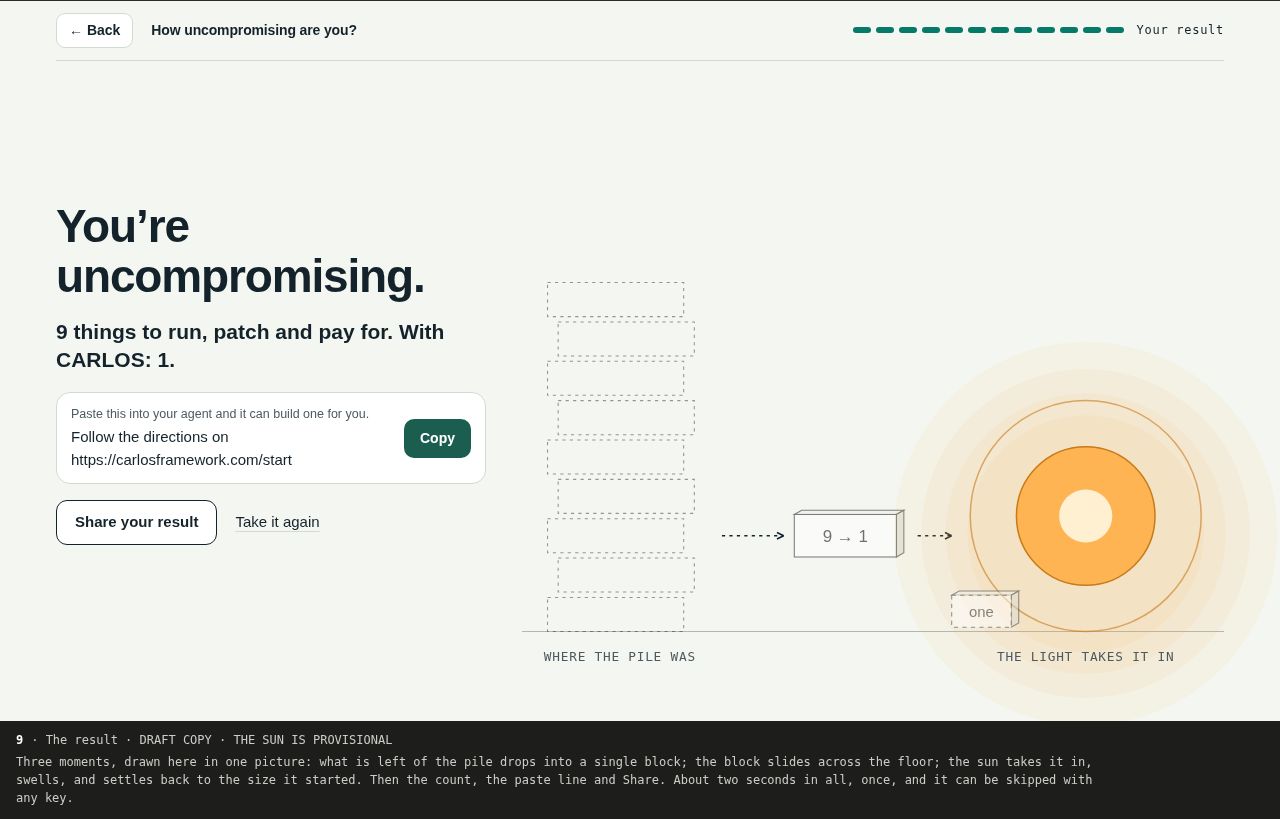 ← Back
How uncompromising are you?
Your result
You’re
uncompromising.
9 things to run, patch and pay for. With
CARLOS: 1.
Paste this into your agent and it can build one for you.
Follow the directions on
https://carlosframework.com/start
Copy
Share your result
Take it again
9 → 1
one
WHERE THE PILE WAS
THE LIGHT TAKES IT IN
9 · The result · DRAFT COPY · THE SUN IS PROVISIONAL
Three moments, drawn here in one picture: what is left of the pile drops into a single block; the block slides across the floor; the sun takes it in,
swells, and settles back to the size it started. Then the count, the paste line and Share. About two seconds in all, once, and it can be skipped with
any key.